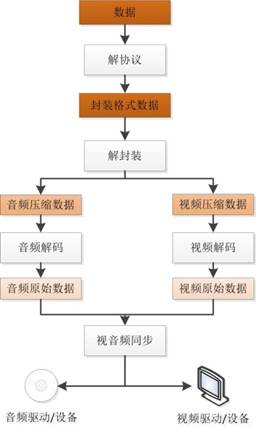 数据
解协议
封装格式数据
解封装
音频压缩数据
视频压缩数据
音频解码
视频解码
音频原始数据
视频原始数据
视音频同步
音频驱动/设备
视频驱动/设备